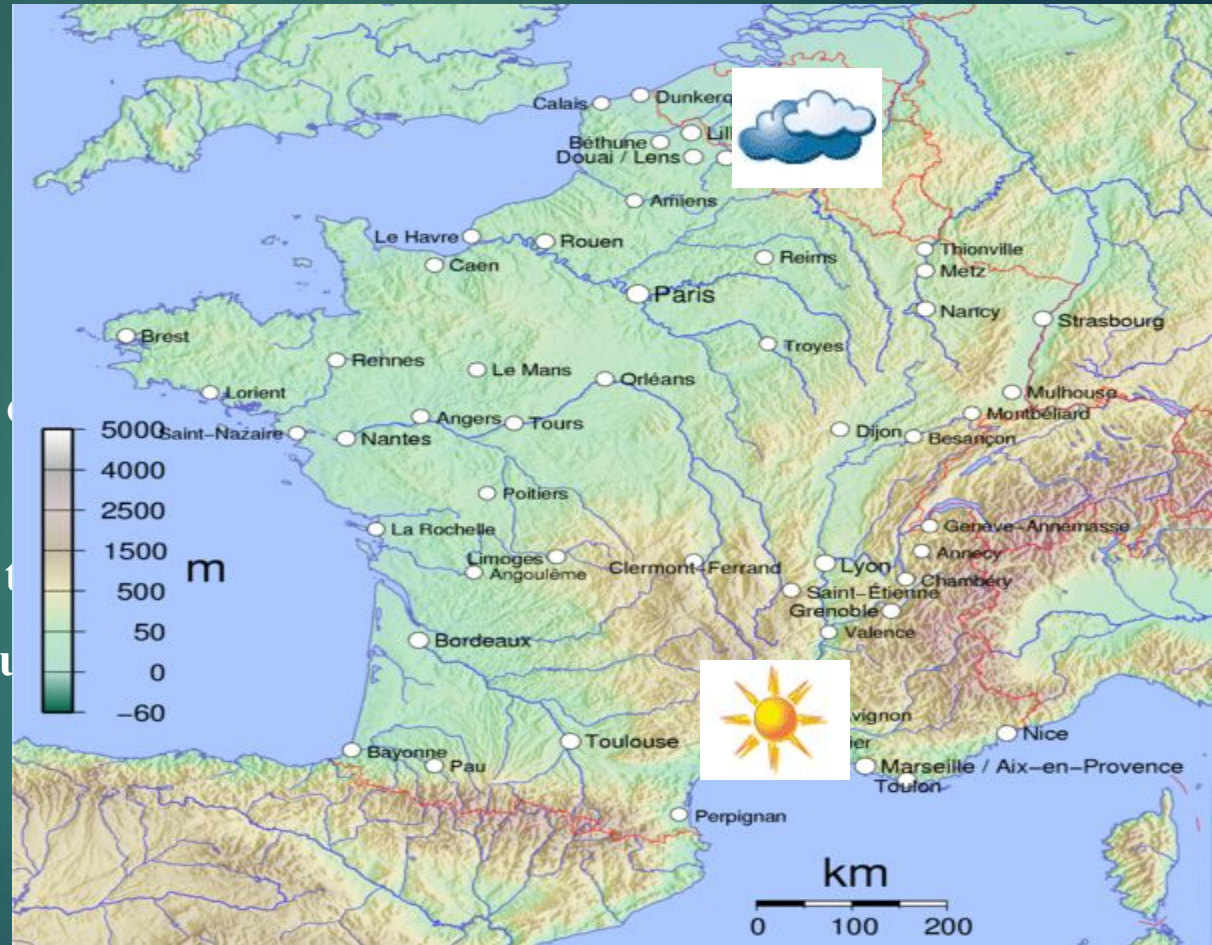 Calais
Béthune
Douai / Lens
Amiens
Le Havre
Rouen
Caen
Reims
Thionville
Metz
Paris
Nancy
Strasbourg
Brest
Troyes
Rennes
Le Mans
Orléans
Lorient
Mulhouse
Montbéliard
Angers
Tours
Saint-Nazaire
Nantes
Dijon
Besançon
5000
4000
2500
1500
500
50
0
-60
m
Poitiers
La Rochelle
Genève-Annemasse
Limoges
Angoulême
Clermont-Ferrand
Lyon
Annecy
Chambéry
Saint-Étienne
Grenoble
Valence
Bordeaux
Nice
Toulouse
Bayonne
Pau
Marseille / Aix-en-Provence
Toulon
Perpignan
km
0 100 200